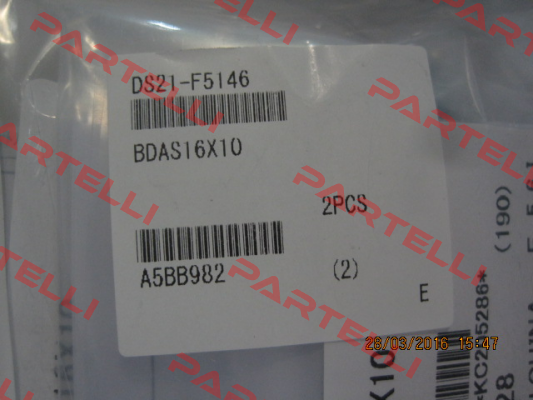 DS21-F5146
BDAS16X10
2PCS
A5BB982
(2)
E
(190)
28/03/2016 15:47
PARTELLI
PARTELLI
PARTELLI
PARTELLI
PARTELLI